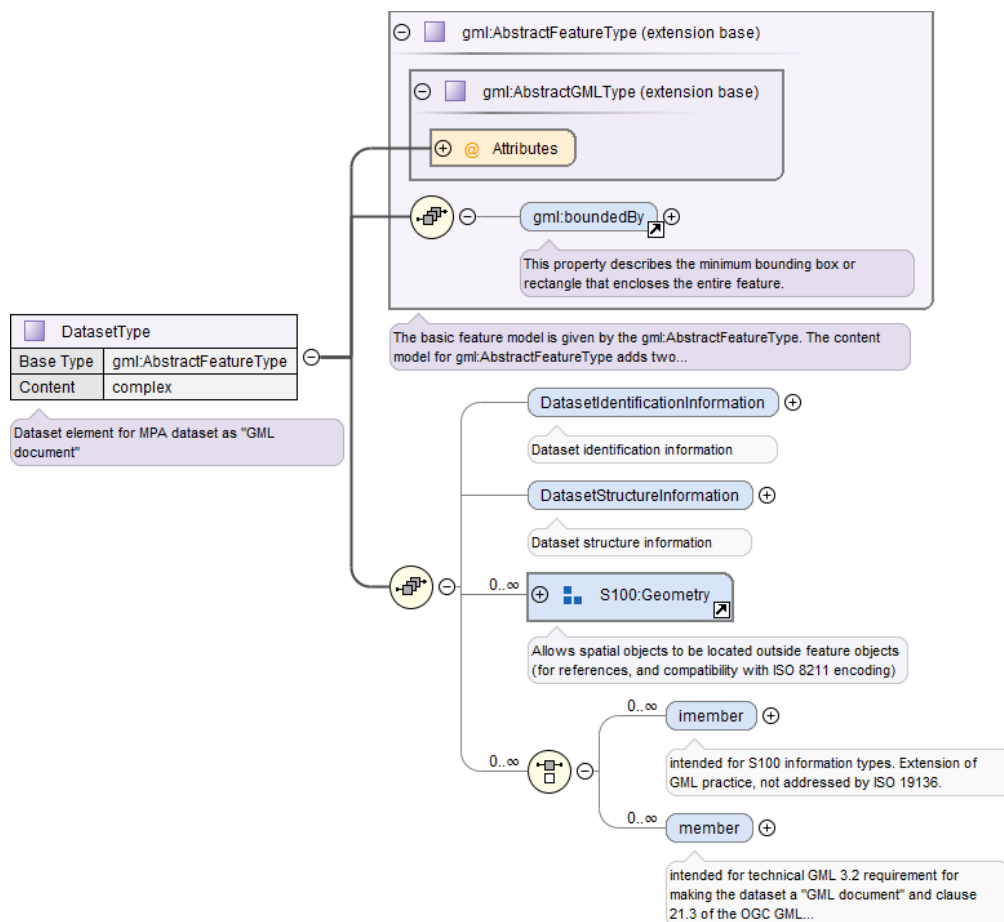 gml:AbstractFeatureType (extension base)
gml:AbstractGMLType (extension base)
@ Attributes
gml:boundedBy
This property describes the minimum bounding box or
rectangle that encloses the entire feature.
DatasetType
Base Type gml:AbstractFeatureType
Content complex
Dataset element for MPA dataset as "GML
document"
The basic feature model is given by the gml:AbstractFeatureType. The content
model for gml:AbstractFeatureType adds two...
DatasetIdentificationInformation
Dataset identification information
DatasetStructureInformation
Dataset structure information
0..∞
S100:Geometry
Allows spatial objects to be located outside feature objects
(for references, and compatibility with ISO 8211 encoding)
0..∞
0..∞
imember
intended for S100 information types. Extension of
GML practice, not addressed by ISO 19136.
0..∞
member
intended for technical GML 3.2 requirement for
making the dataset a "GML document" and clause
21.3 of the OGC GML...